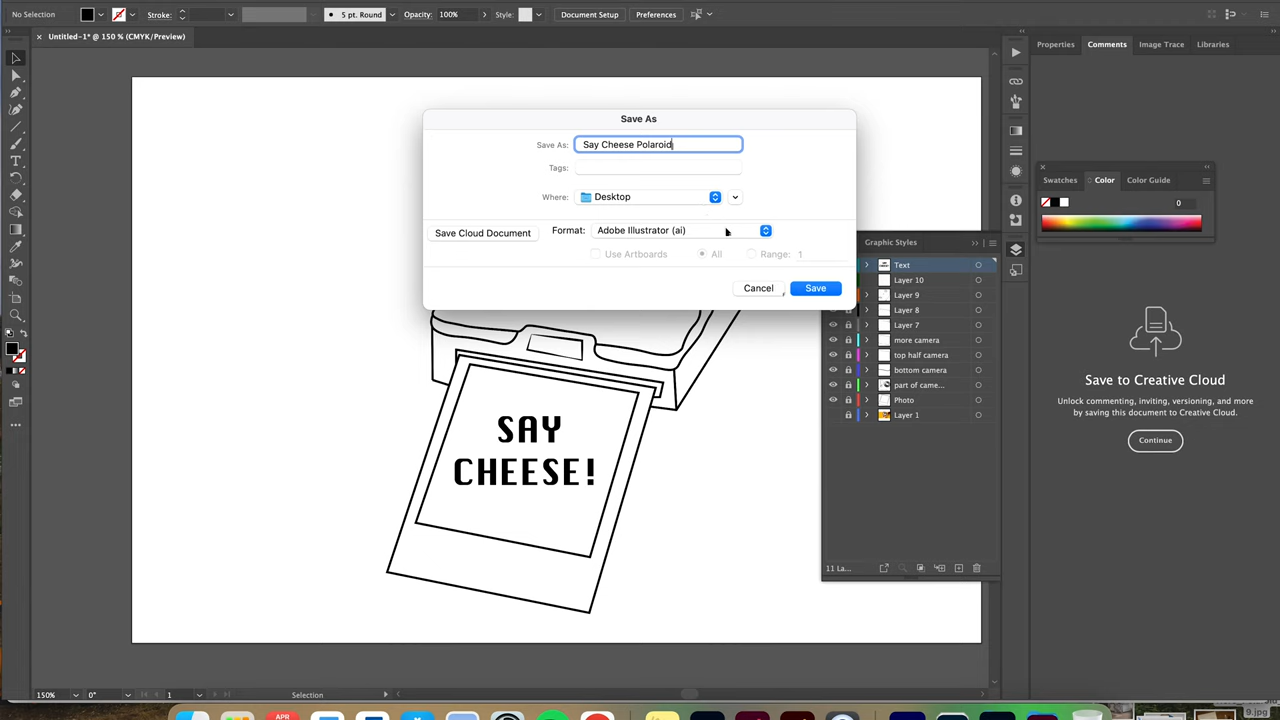 No Selection
Stroke:
5 pt. Round
Opacity: 100%
Style:
Document Setup
Preferences
× Untitled-1* @ 150 % (CMYK/Preview)
Properties
Comments
Image Trace
Libraries
Save As
Save As: Say Cheese Polaroid
Tags:
Where: Desktop
Save Cloud Document
Format: Adobe Illustrator (ai)
Use Artboards
All
Range: 1
Cancel
Save
Swatches
Color
Color Guide
0
Graphic Styles
Text
Layer 10
Layer 9
Layer 8
Layer 7
more camera
top half camera
bottom camera
part of came...
Photo
Layer 1
11 La...
Save to Creative Cloud
Unlock commenting, inviting, versioning, and more
by saving this document to Creative Cloud.
Continue
SAY
CHEESE!
150%
0°
1
Selection
APR
9.jpg